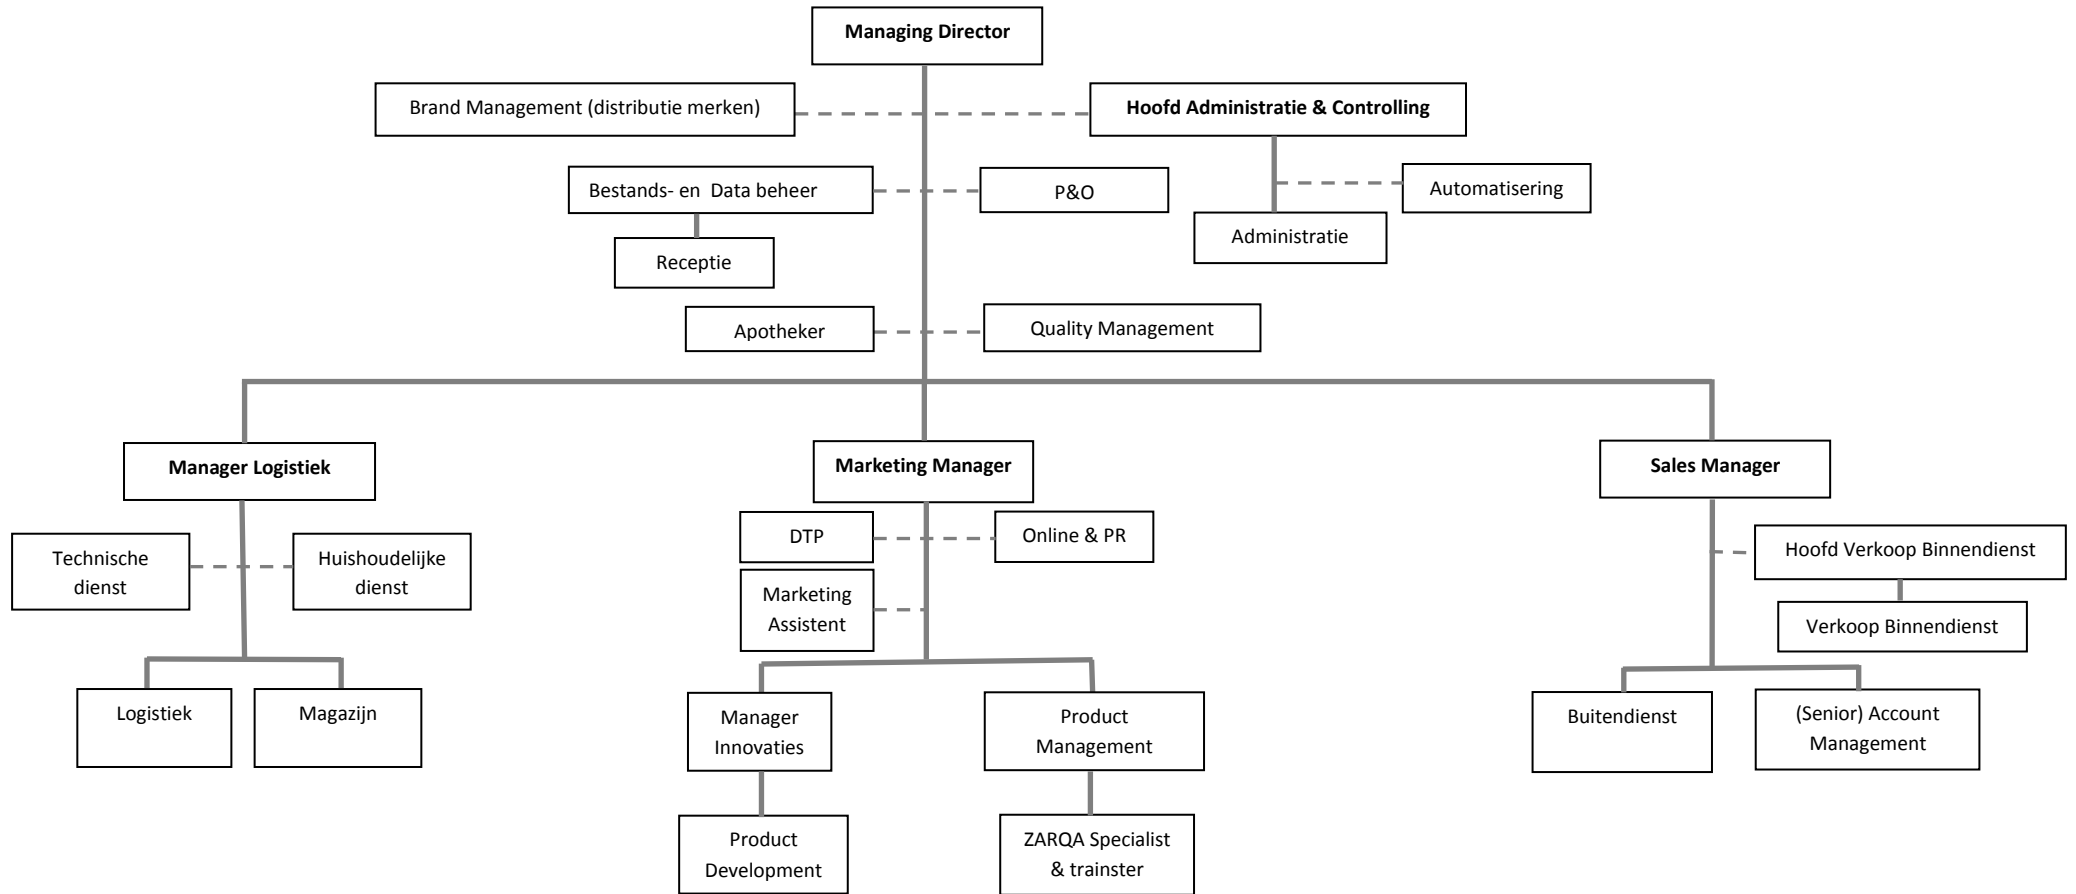 Managing Director
Brand Management (distributie merken)
Hoofd Administratie & Controlling
Bestands- en Data beheer
P&O
Automatisering
Receptie
Administratie
Apotheker
Quality Management
Manager Logistiek
Marketing Manager
Sales Manager
Technische
dienst
Huishoudelijke
dienst
DTP
Online & PR
Hoofd Verkoop Binnendienst
Marketing
Assistent
Verkoop Binnendienst
Logistiek
Magazijn
Manager
Innovaties
Product
Management
Buitendienst
(Senior) Account
Management
Product
Development
ZARQA Specialist
& trainster